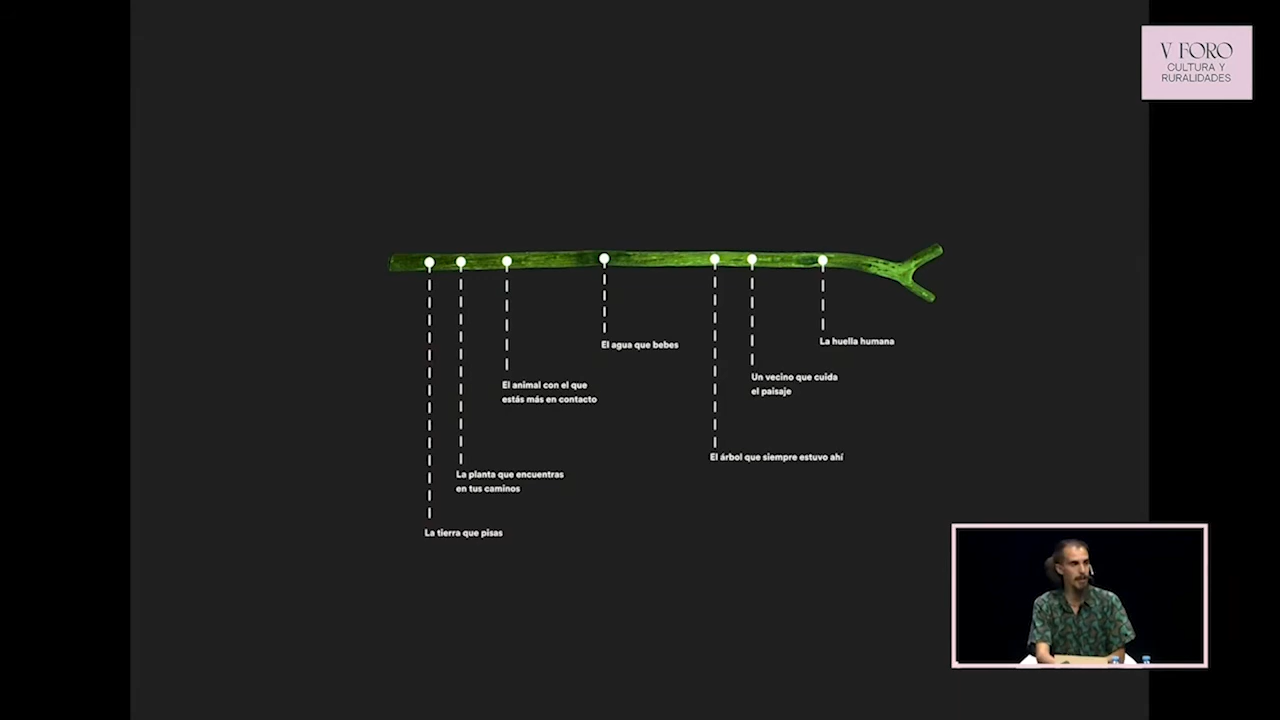 V FORO
CULTURA Y
RURALIDADES
El agua que bebes
La huella humana
El animal con el que
estás más en contacto
Un vecino que cuida
el paisaje
El árbol que siempre estuvo ahí
La planta que encuentras
en tus caminos
La tierra que pisas